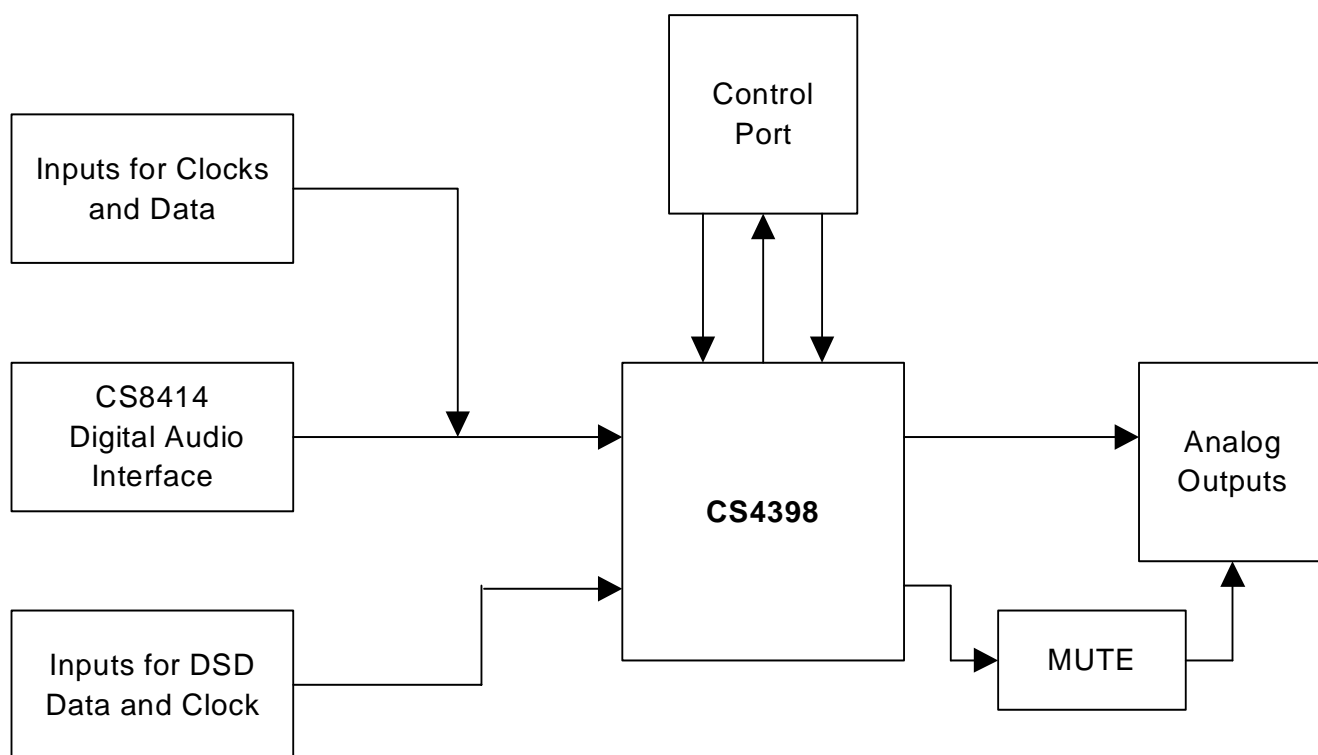 Control
Port
Inputs for Clocks
and Data
CS8414
Digital Audio
Interface
CS4398
Analog
Outputs
Inputs for DSD
Data and Clock
MUTE